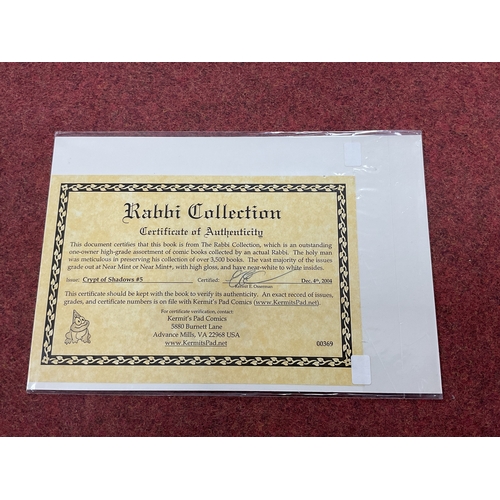 Rabbi Collection
Certificate of Authenticity
This document certifies that this book is from The Rabbi Collection, which is an outstanding
one-owner high-grade assortment of comic books collected by an actual Rabbi. The holy man
was meticulous in preserving his collection of over 3,500 books. The vast majority of the issues
grade out at Near Mint or Near Mint+, with high gloss, and have near-white to white insides.
Issue: Crypt of Shadows #5 Certified: Dec. 4th, 2004
This certificate should be kept with the book to verify its authenticity. An exact record of issues,
grades, and certificate numbers is on file with Kermit's Pad Comics (www.KermitsPad.net).
For certificate verification, contact:
Kermit's Pad Comics
5880 Burnett Lane
Advance Mills, VA 22968 USA
www.KermitsPad.net
00369